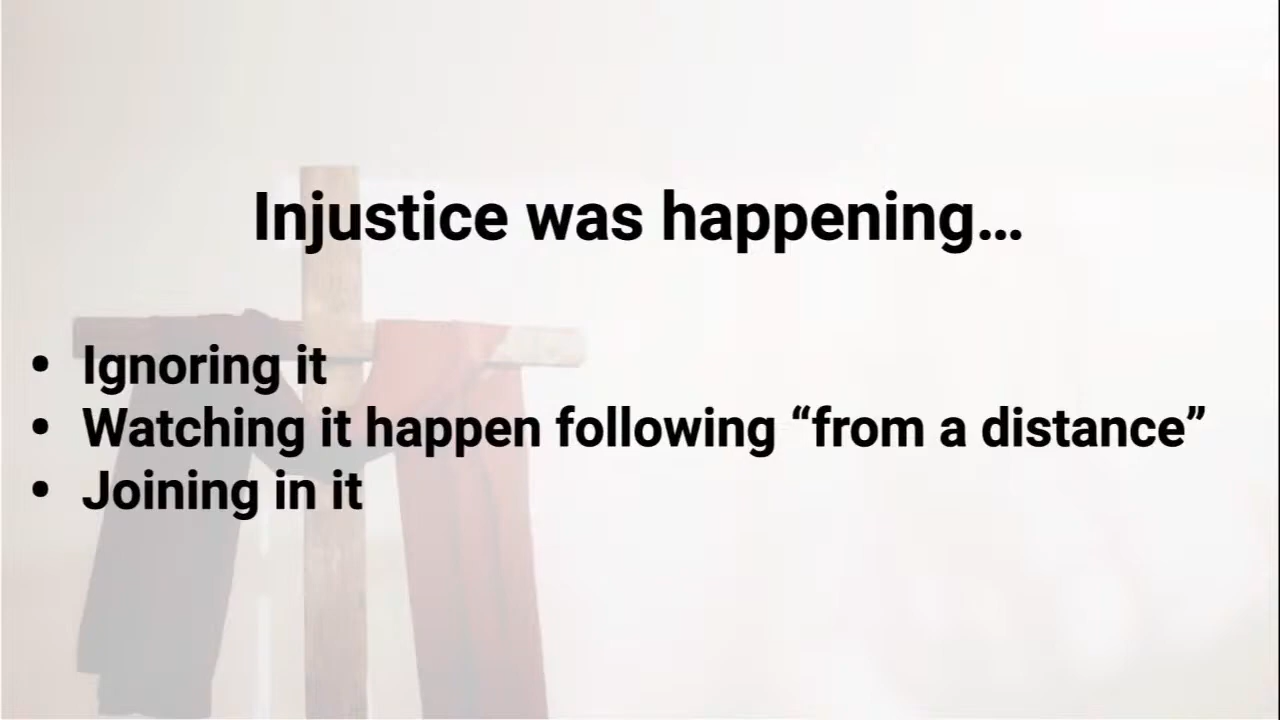 Injustice was happening…
• Ignoring it
• Watching it happen following “from a distance”
• Joining in it